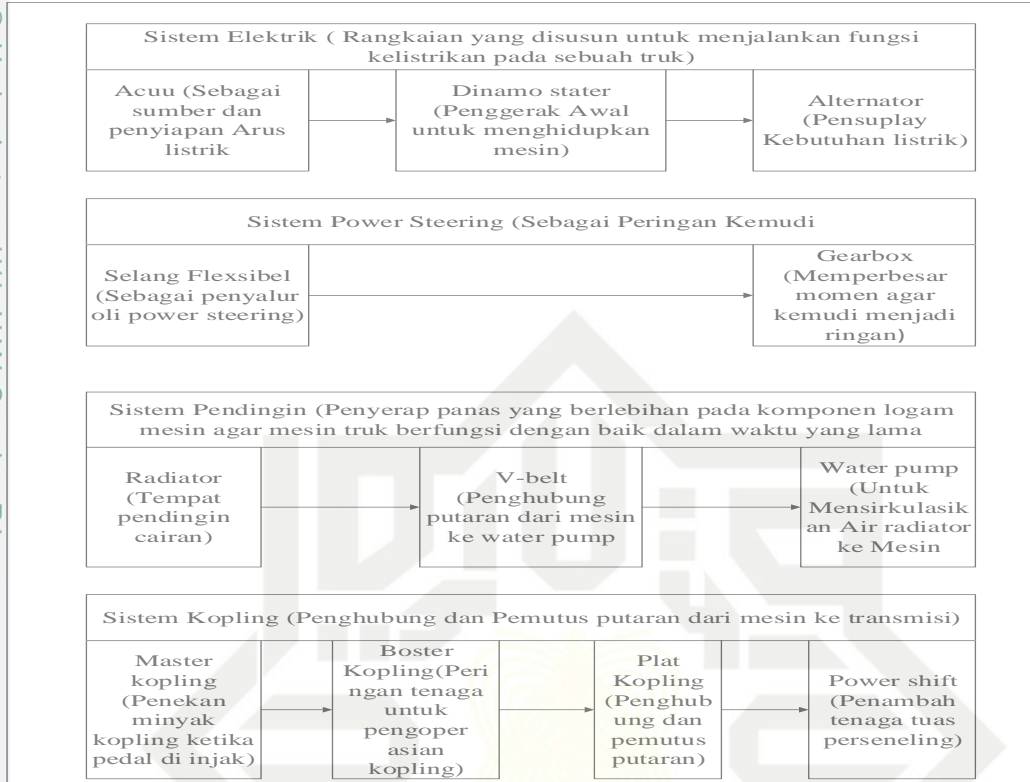 Sistem Elektrik ( Rangkaian yang disusun untuk menjalankan fungsi
kelistrikan pada sebuah truk)
Acuu (Sebagai
sumber dan
penyiapan Arus
listrik
Dinamo stater
(Penggerak Awal
untuk menghidupkan
mesin)
Alternator
(Pensuplay
Kebutuhan listrik)
Sistem Power Steering (Sebagai Peringan Kemudi
Selang Flexsibel
(Sebagai penyalur
oli power steering)
Gearbox
(Memperbesar
momen agar
kemudi menjadi
ringan)
Sistem Pendingin (Penyerap panas yang berlebihan pada komponen logam
mesin agar mesin truk berfungsi dengan baik dalam waktu yang lama
Radiator
(Tempat
pendingin
cairan)
V-belt
(Penghubung
putaran dari mesin
ke water pump
Water pump
(Untuk
Mensirkulasik
an Air radiator
ke Mesin
Sistem Kopling (Penghubung dan Pemutus putaran dari mesin ke transmisi)
Master
kopling
(Penekan
minyak
kopling ketika
pedal di injak)
Boster
Kopling(Peri
ngan tenaga
untuk
pengoper
asian
kopling)
Plat
Kopling
(Penghub
ung dan
pemutus
putaran)
Power shift
(Penambah
tenaga tuas
perseneling)